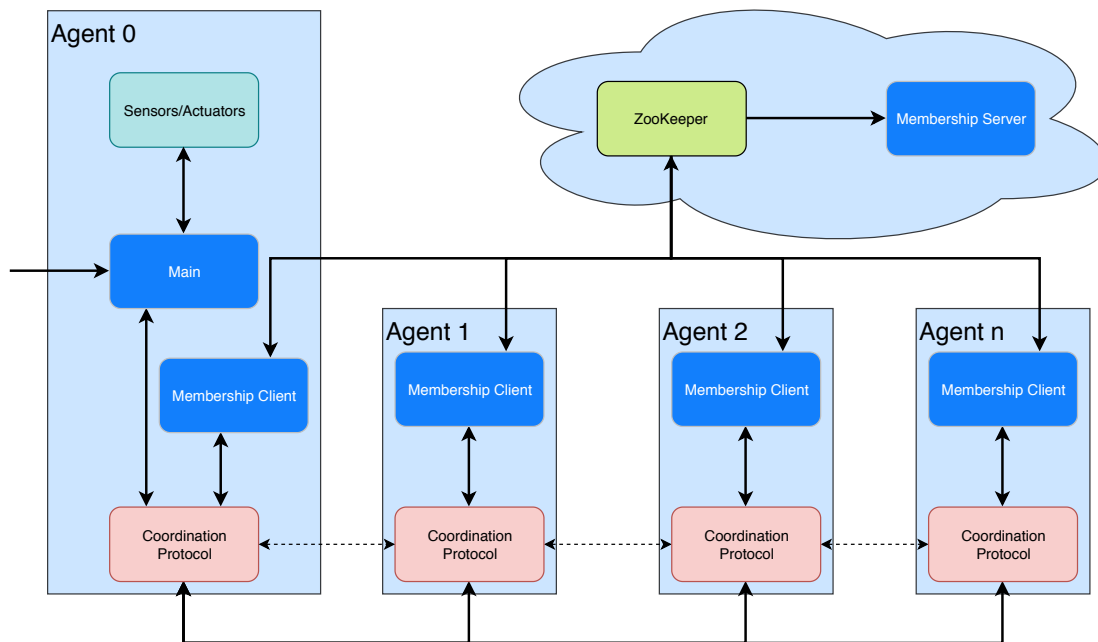 Agent 0
Sensors/Actuators
ZooKeeper
Membership Server
Main
Agent 1
Agent 2
Agent n
Membership Client
Membership Client
Membership Client
Membership Client
Coordination
Protocol
Coordination
Protocol
Coordination
Protocol
Coordination
Protocol